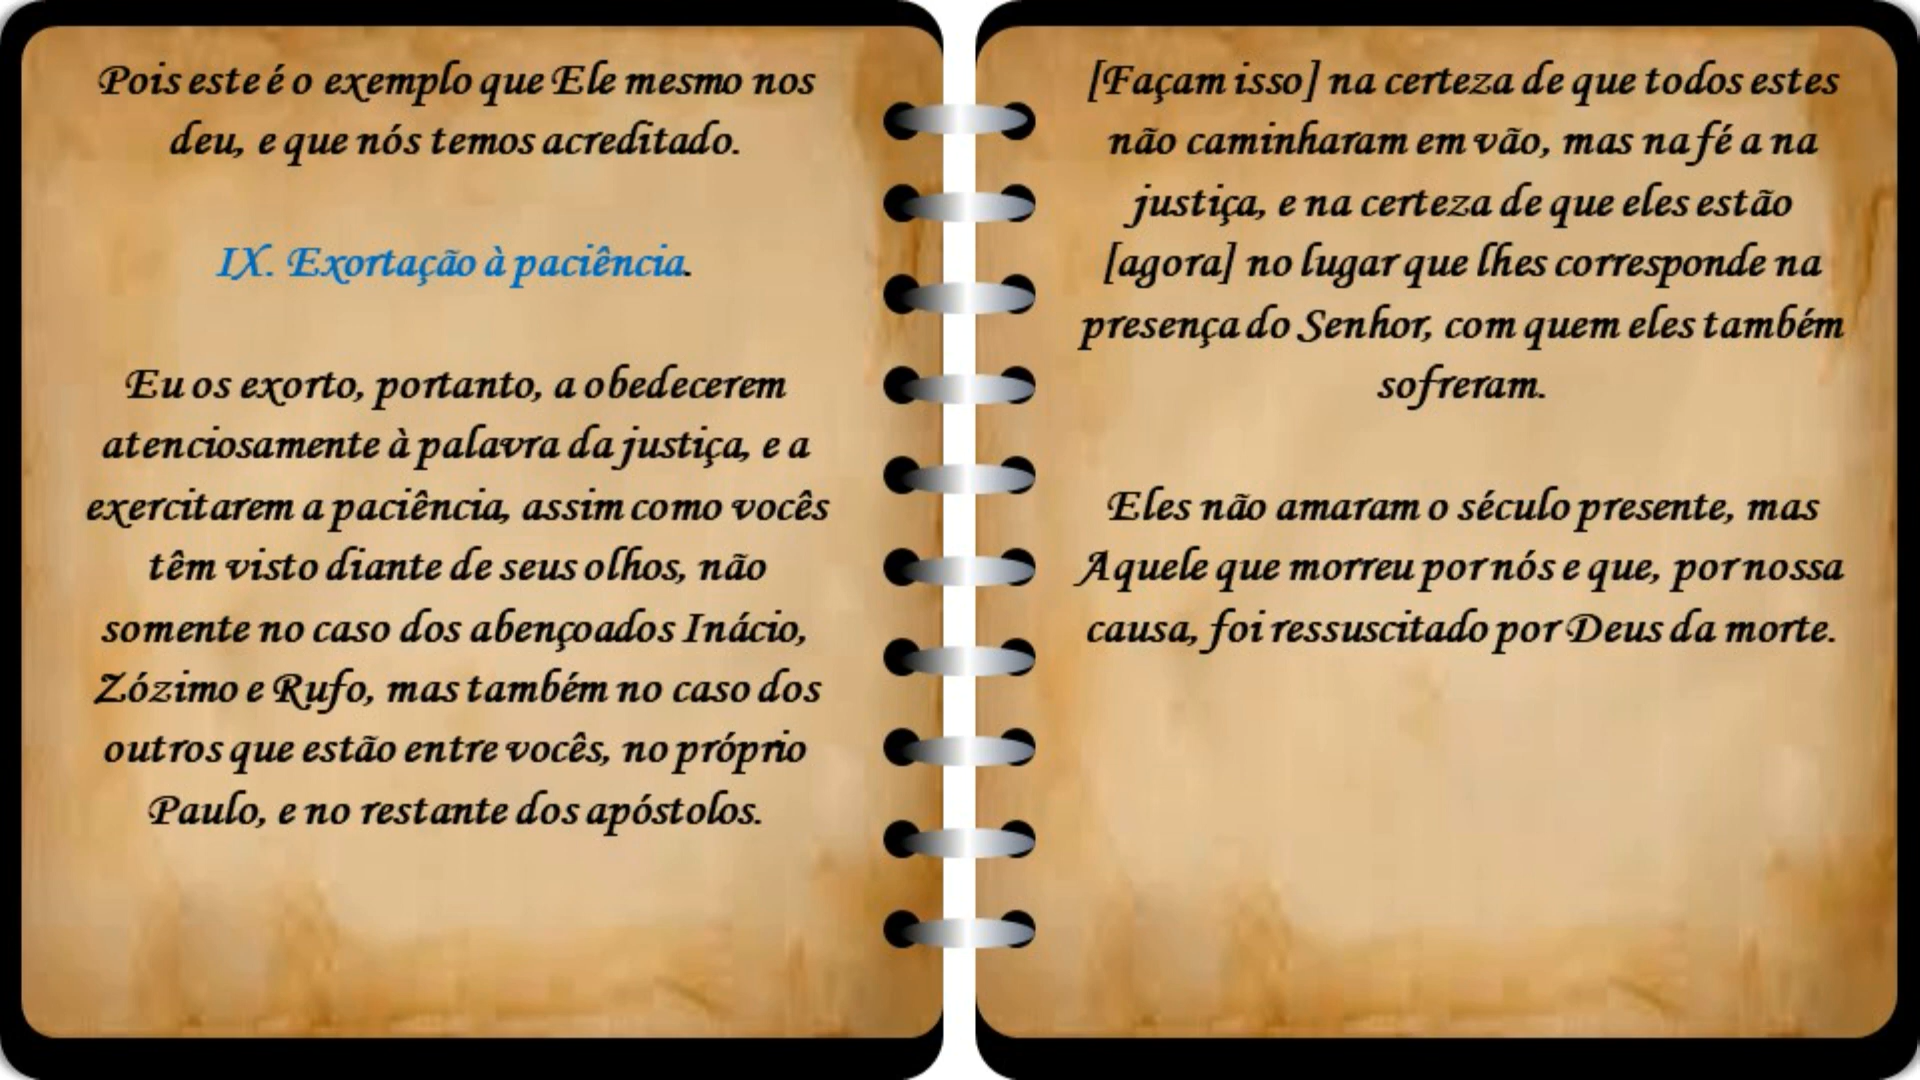 Pois este é o exemplo que Ele mesmo nos
deu, e que nós temos acreditado.
IX. Exortação à paciência.
Eu os exorto, portanto, a obedecerem
atenciosamente à palavra da justiça, e a
exercitarem a paciência, assim como vocês
têm visto diante de seus olhos, não
somente no caso dos abençoados Inácio,
Zózimo e Rufo, mas também no caso dos
outros que estão entre vocês, no próprio
Paulo, e no restante dos apóstolos.
[Façam isso] na certeza de que todos estes
não caminharam em vão, mas na fé a na
justiça, e na certeza de que eles estão
[agora] no lugar que lhes corresponde na
presença do Senhor, com quem eles também
sofreram.
Eles não amaram o século presente, mas
Aquele que morreu por nós e que, por nossa
causa, foi ressuscitado por Deus da morte.